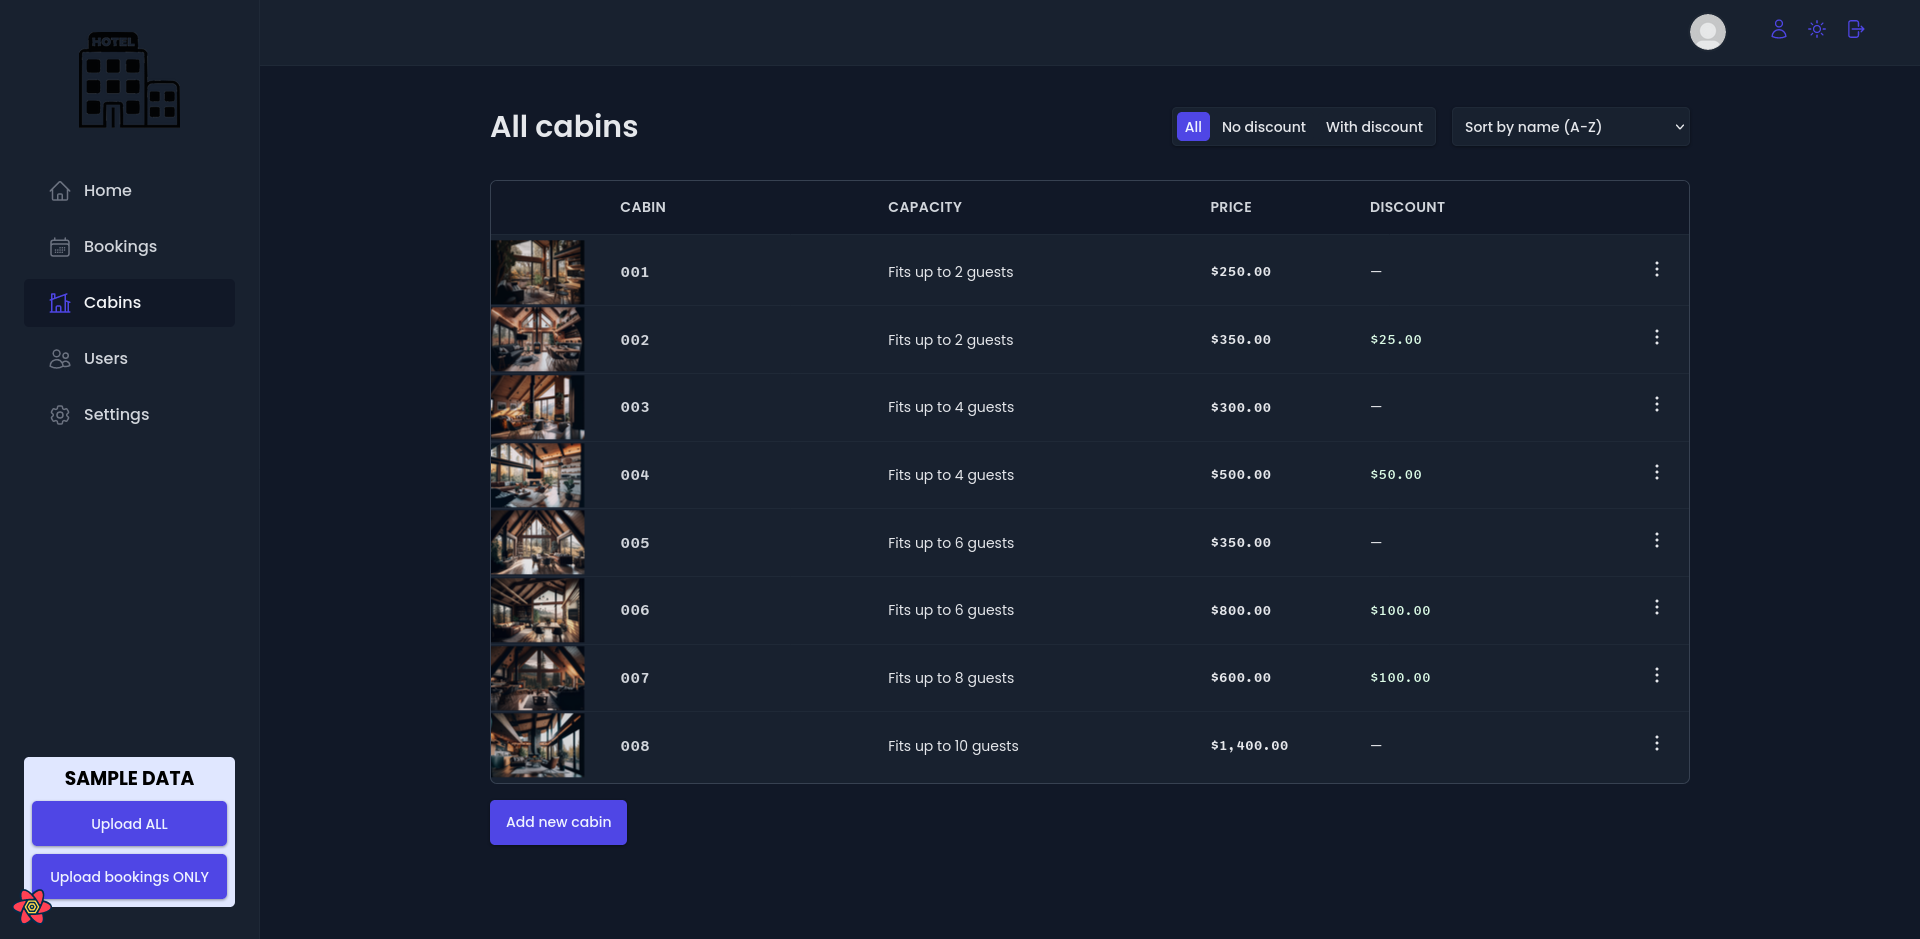 HOTEL
Home
Bookings
Cabins
Users
Settings
SAMPLE DATA
Upload ALL
Upload bookings ONLY
All cabins
All No discount With discount
Sort by name (A-Z)
CABIN CAPACITY PRICE DISCOUNT
001 Fits up to 2 guests $250.00 —
002 Fits up to 2 guests $350.00 $25.00
003 Fits up to 4 guests $300.00 —
004 Fits up to 4 guests $500.00 $50.00
005 Fits up to 6 guests $350.00 —
006 Fits up to 6 guests $800.00 $100.00
007 Fits up to 8 guests $600.00 $100.00
008 Fits up to 10 guests $1,400.00 —
Add new cabin